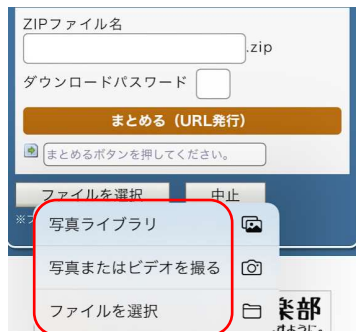 ZIPファイル名
.zip
ダウンロードパスワード
まとめる（URL発行）
まとめるボタンを押してください。
ファイルを選択
中止
写真ライブラリ
写真またはビデオを撮る
ファイルを選択
楽部